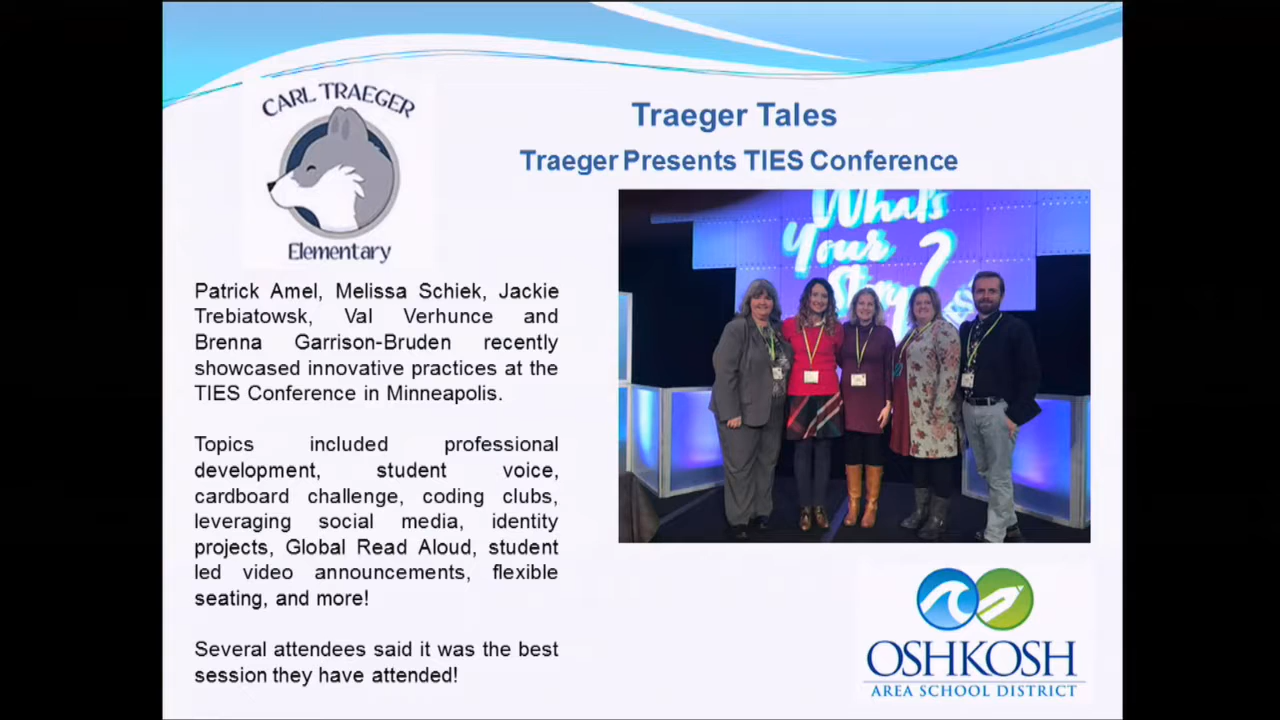 CARL TRAEGER
Elementary
Traeger Tales
Traeger Presents TIES Conference
What's
Your
Story?
Patrick Amel, Melissa Schiek, Jackie
Trebiatowsk, Val Verhunce and
Brenna Garrison-Bruden recently
showcased innovative practices at the
TIES Conference in Minneapolis.
Topics included professional
development, student voice,
cardboard challenge, coding clubs,
leveraging social media, identity
projects, Global Read Aloud, student
led video announcements, flexible
seating, and more!
Several attendees said it was the best
session they have attended!
OSHKOSH
AREA SCHOOL DISTRICT